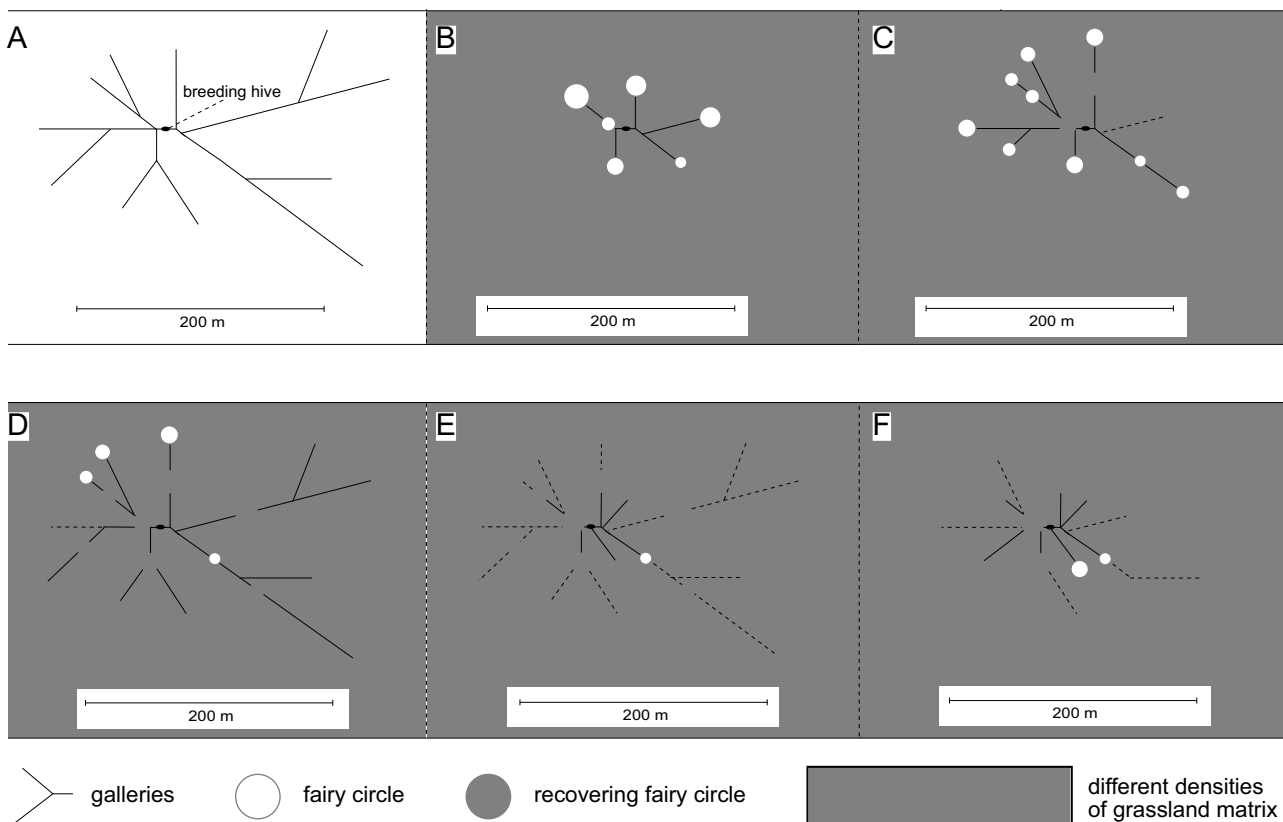 A
B
C
breeding hive
200 m
200 m
200 m
D
E
F
200 m
200 m
200 m
galleries
fairy circle
recovering fairy circle
different densities
of grassland matrix